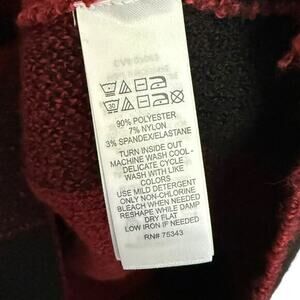 30
90% POLYESTER
7% NYLON
3% SPANDEX/ELASTANE
TURN INSIDE OUT
MACHINE WASH COOL -
DELICATE CYCLE
WASH WITH LIKE
COLORS
USE MILD DETERGENT
ONLY NON-CHLORINE
BLEACH WHEN NEEDED
RESHAPE WHILE DAMP
DRY FLAT
LOW IRON IF NEEDED
RN# 75343